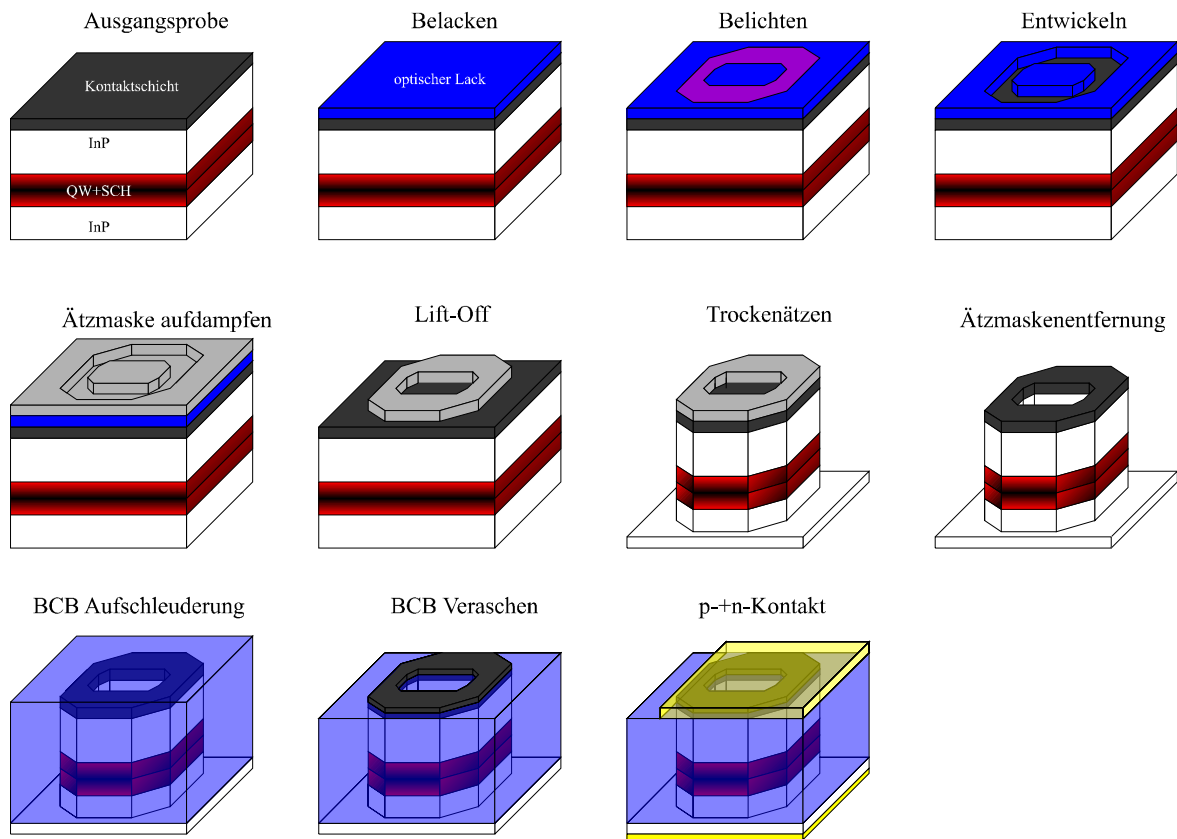 Ausgangsprobe
Belacken
Belichten
Entwickeln
Kontaktschicht
optischer Lack
InP
QW+SCH
InP
Ätzmaske aufdampfen
Lift-Off
Trockenätzen
Ätzmaskenentfernung
BCB Aufschleuderung
BCB Veraschen
p-+n-Kontakt